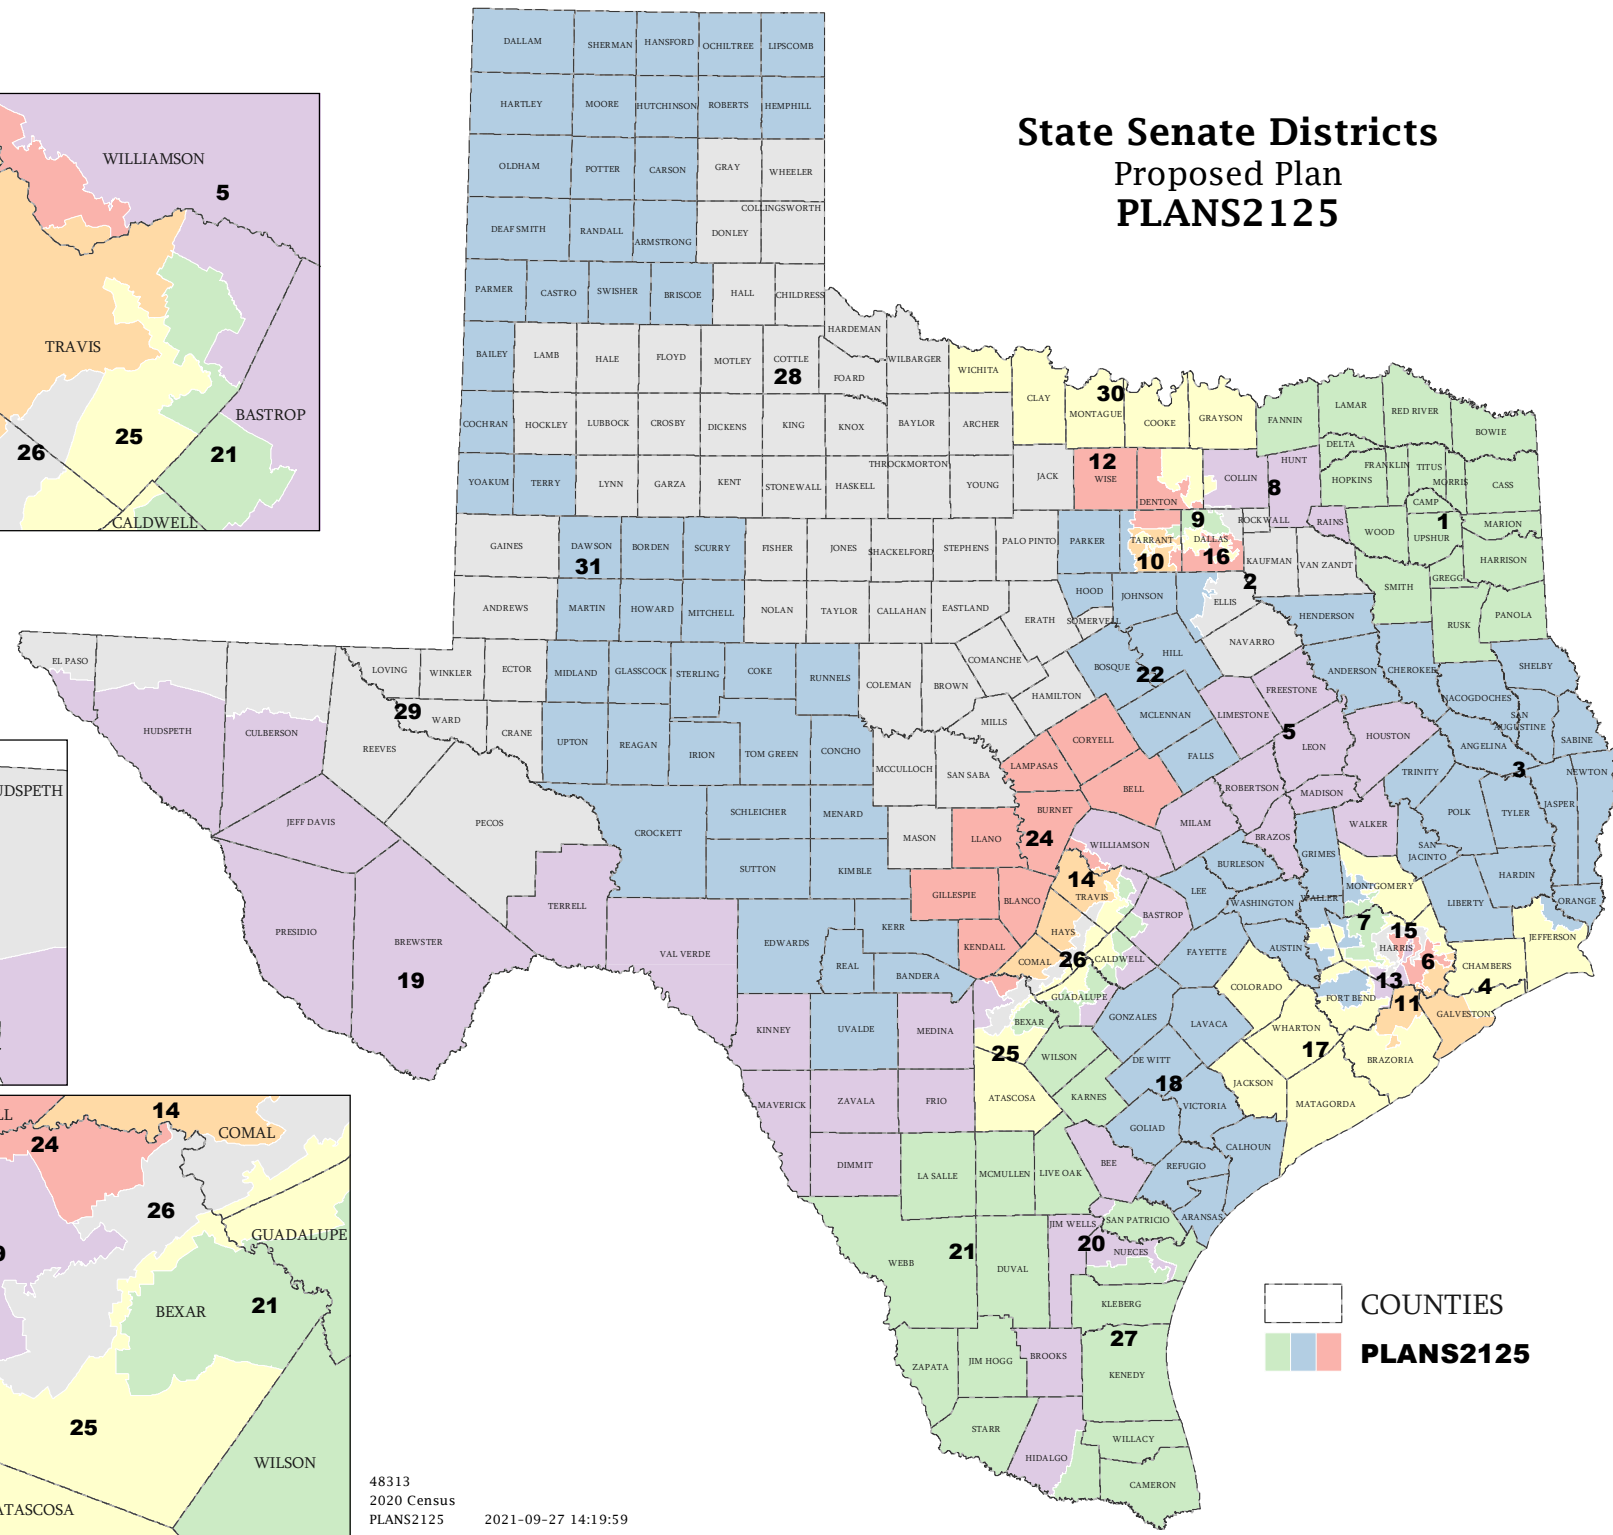 State Senate Districts
Proposed Plan
PLANS2125
WILLIAMSON
5
TRAVIS
BASTROP
26
25
21
CALDWELL
DALLAM
SHERMAN
HANSFORD
OCHILTREE
LIPSCOMB
HARTLEY
MOORE
HUTCHINSON
ROBERTS
HEMPHILL
OLDHAM
POTTER
CARSON
GRAY
WHEELER
COLLINGSWORTH
DEAF SMITH
RANDALL
ARMSTRONG
DONLEY
PARMER
CASTRO
SWISHER
BRISCOE
HALL
CHILDRESS
HARDEMAN
BAILEY
LAMB
HALE
FLOYD
MOTLEY
COTTLE
28
FOARD
WILBARGER
WICHITA
CLAY
30
MONTAGUE
COOKE
GRAYSON
FANNIN
LAMAR
RED RIVER
BOWIE
COCHRAN
HOCKLEY
LUBBOCK
CROSBY
DICKENS
KING
KNOX
BAYLOR
ARCHER
DELTA
HUNT
HOPKINS
FRANKLIN
TITUS
MORRIS
CASS
CAMP
YOAKUM
TERRY
LYNN
GARZA
KENT
STONEWALL
HASKELL
THROCKMORTON
YOUNG
JACK
12
WISE
DENTON
COLLIN
8
GAINES
DAWSON
31
BORDEN
SCURRY
FISHER
JONES
SHACKELFORD
STEPHENS
PALO PINTO
PARKER
TARRANT
10
9
DALLAS
16
ROCKWALL
RAINS
WOOD
1
UPSHUR
MARION
HARRISON
KAUFMAN
VAN ZANDT
2
SMITH
GREGG
ANDREWS
MARTIN
HOWARD
MITCHELL
NOLAN
TAYLOR
CALLAHAN
EASTLAND
ERATH
HOOD
SOMERVELL
JOHNSON
ELLIS
HENDERSON
NAVARRO
RUSK
PANOLA
EL PASO
LOVING
WINKLER
ECTOR
MIDLAND
GLASSCOCK
STERLING
COKE
RUNNELS
COLEMAN
BROWN
COMANCHE
HAMILTON
BOSQUE
HILL
22
FREESTONE
ANDERSON
CHEROKEE
NACOGDOCHES
SHELBY
29
WARD
CRANE
REEVES
UPTON
REAGAN
IRION
TOM GREEN
CONCHO
MCCULLOCH
SAN SABA
MILLS
CORYELL
LAMPASAS
MCLENNAN
LIMESTONE
5
LEON
HOUSTON
ANGELINA
SAN
AUGUSTINE
SABINE
HUDSPETH
CULBERSON
FALLS
BELL
ROBERTSON
MADISON
TRINITY
3
NEWTON
JEFF DAVIS
PECOS
CROCKETT
SCHLEICHER
MENARD
MASON
LLANO
BURNET
24
MILAM
WILLIAMSON
BRAZOS
WALKER
POLK
TYLER
JASPER
SUTTON
KIMBLE
GRIMES
SAN
JACINTO
BURLESON
HARDIN
PRESIDIO
BREWSTER
19
TERRELL
VAL VERDE
EDWARDS
KERR
REAL
BANDERA
GILLESPIE
BLANCO
KENDALL
14
TRAVIS
HAYS
COMAL
26
CALDWELL
BASTROP
LEE
WASHINGTON
WALLER
MONTGOMERY
LIBERTY
ORANGE
JEFFERSON
7
15
HARRIS
6
13
CHAMBERS
4
FORT BEND
11
GALVESTON
AUSTIN
FAYETTE
COLORADO
GUADALUPE
GONZALES
LAVACA
WHARTON
17
BRAZORIA
KINNEY
UVALDE
MEDINA
BEXAR
25
WILSON
DE WITT
18
JACKSON
MATAGORDA
MAVERICK
ZAVALA
FRIO
ATASCOSA
KARNES
VICTORIA
GOLIAD
CALHOUN
DIMMIT
LA SALLE
MCMULLEN
LIVE OAK
BEE
REFUGIO
ARANSAS
JIM WELLS
SAN PATRICIO
20
NUECES
WEBB
21
DUVAL
KLEBERG
27
ZAPATA
JIM HOGG
BROOKS
KENEDY
STARR
HIDALGO
WILLACY
CAMERON
UDSPETH
LL
14
COMAL
24
26
GUADALUPE
9
BEXAR
21
25
WILSON
ATASCOSA
COUNTIES
PLANS2125
48313
2020 Census
PLANS2125 2021-09-27 14:19:59